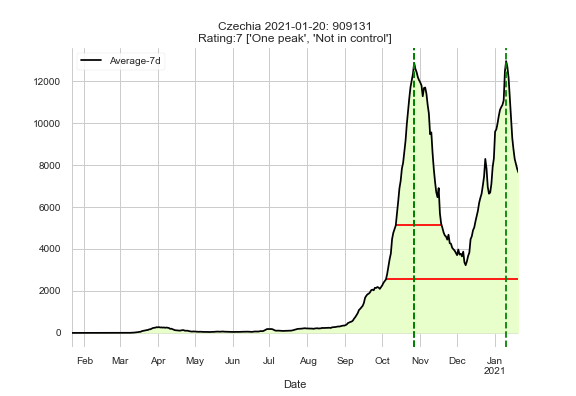 Czechia 2021-01-20: 909131
Rating:7 ['One peak', 'Not in control']
Average-7d
12000
10000
8000
6000
4000
2000
0
Feb Mar Apr May Jun Jul Aug Sep Oct Nov Dec Jan
2021
Date